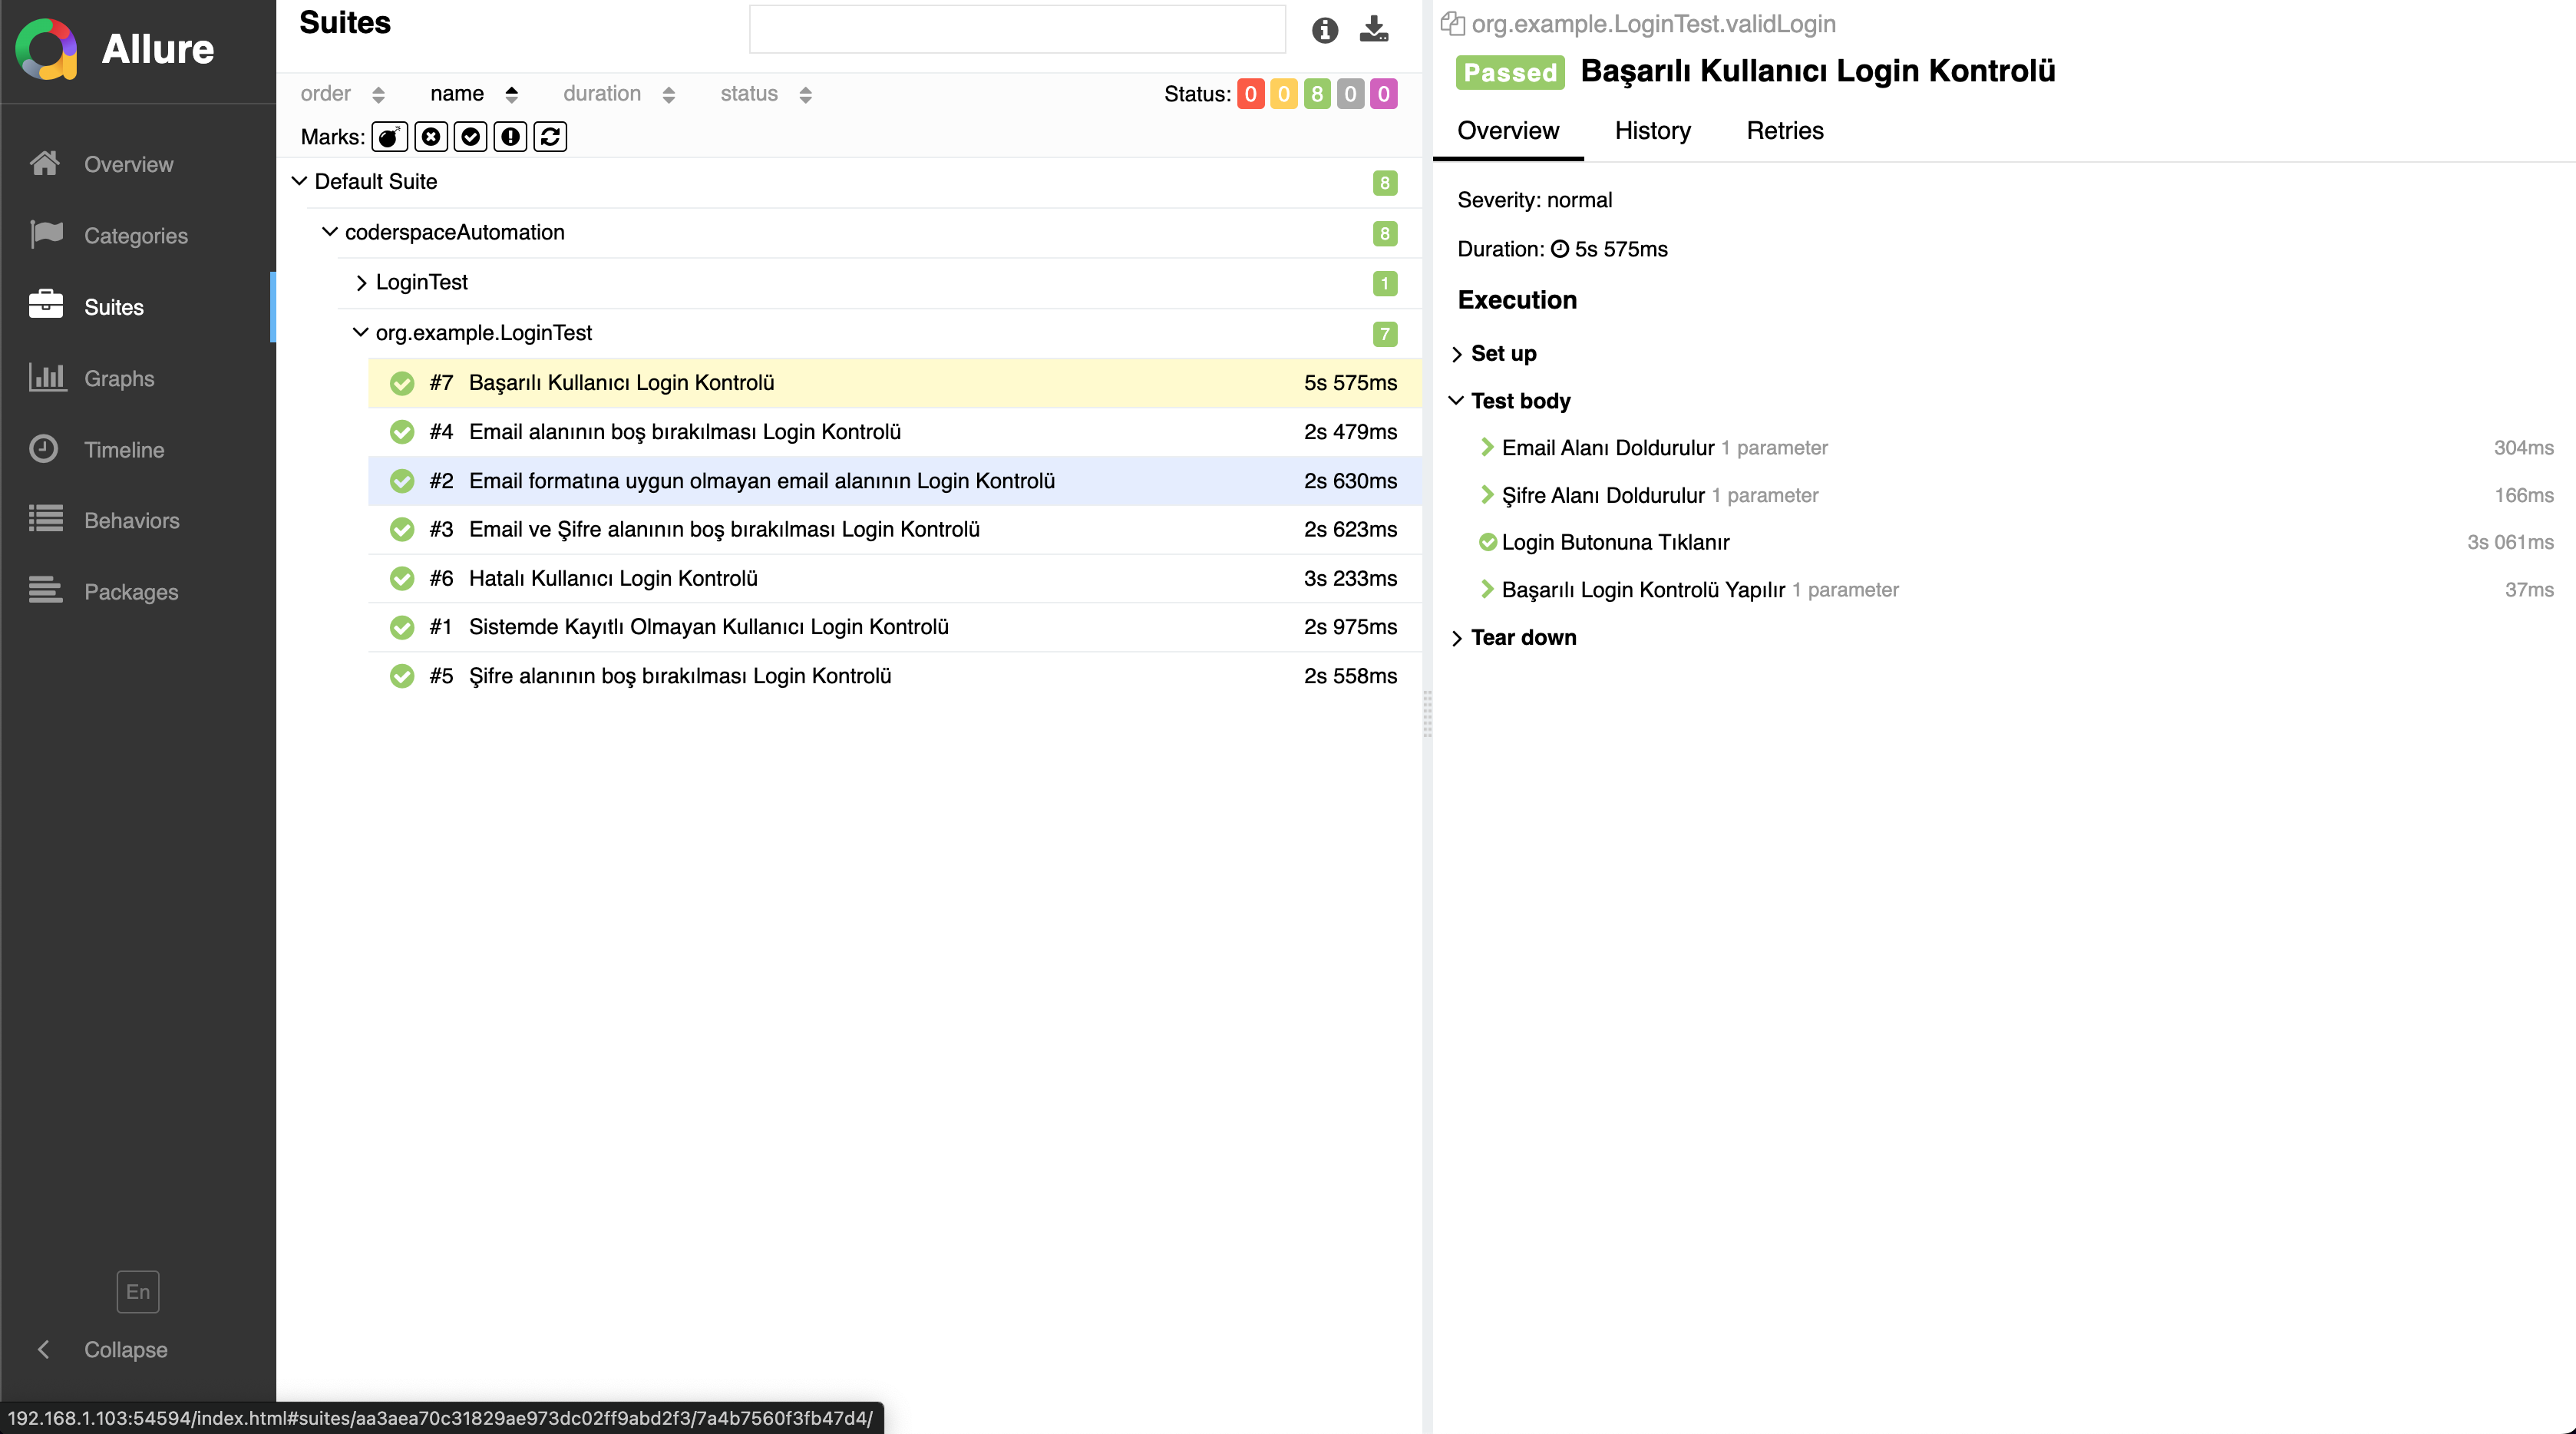 Allure
Overview
Categories
Suites
Graphs
Timeline
Behaviors
Packages
En
Collapse
Suites
order name duration status Status: 0 0 8 0 0
Marks:
Default Suite 8
coderspaceAutomation 8
LoginTest 1
org.example.LoginTest 7
#7 Başarılı Kullanıcı Login Kontrolü 5s 575ms
#4 Email alanının boş bırakılması Login Kontrolü 2s 479ms
#2 Email formatına uygun olmayan email alanının Login Kontrolü 2s 630ms
#3 Email ve Şifre alanının boş bırakılması Login Kontrolü 2s 623ms
#6 Hatalı Kullanıcı Login Kontrolü 3s 233ms
#1 Sistemde Kayıtlı Olmayan Kullanıcı Login Kontrolü 2s 975ms
#5 Şifre alanının boş bırakılması Login Kontrolü 2s 558ms
org.example.LoginTest.validLogin
Passed Başarılı Kullanıcı Login Kontrolü
Overview History Retries
Severity: normal
Duration: 5s 575ms
Execution
Set up
Test body
Email Alanı Doldurulur 1 parameter 304ms
Şifre Alanı Doldurulur 1 parameter 166ms
Login Butonuna Tıklanır 3s 061ms
Başarılı Login Kontrolü Yapılır 1 parameter 37ms
Tear down
192.168.1.103:54594/index.html#suites/aa3aea70c31829ae973dc02ff9abd2f3/7a4b7560f3fb47d4/